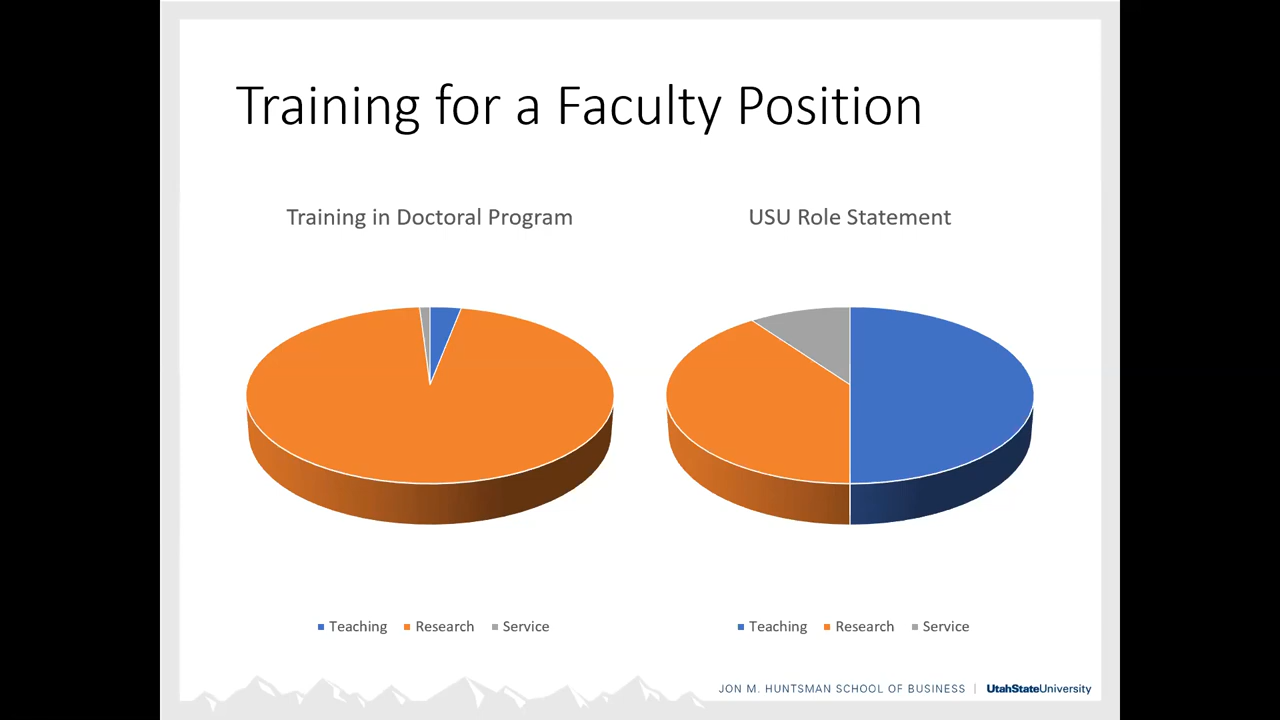 Training for a Faculty Position
Training in Doctoral Program
Teaching Research Service
USU Role Statement
Teaching Research Service
JON M. HUNTSMAN SCHOOL OF BUSINESS | UtahStateUniversity